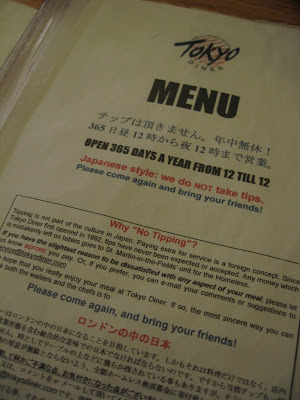 TOKYO
DINER
MENU
チップは頂きません。年中無休！
365日昼12時から夜12時まで営業。
OPEN 365 DAYS A YEAR FROM 12 TILL 12
Japanese style: we do NOT take tips.
Please come again and bring your friends!
Why "No Tipping"?
Tipping is not part of the culture in Japan. Paying extra for service is a foreign concept. Since
Tokyo Diner first opened in 1992, tips have never been expected or accepted. Any money which
is mistakenly left on tables goes to St. Martin-in-the-Fields' unit for the Homeless.
If you have the slightest reason to be dissatisfied with any aspect of your meal, please let
us know BEFORE you pay. Or, if you prefer, you can e-mail your comments or suggestions to
hope that you really enjoy your meal at Tokyo Diner. If so, the most sincere way you can
both the waiters and the chefs is to
Please come again, and bring your friends!
ロンドンの中の日本